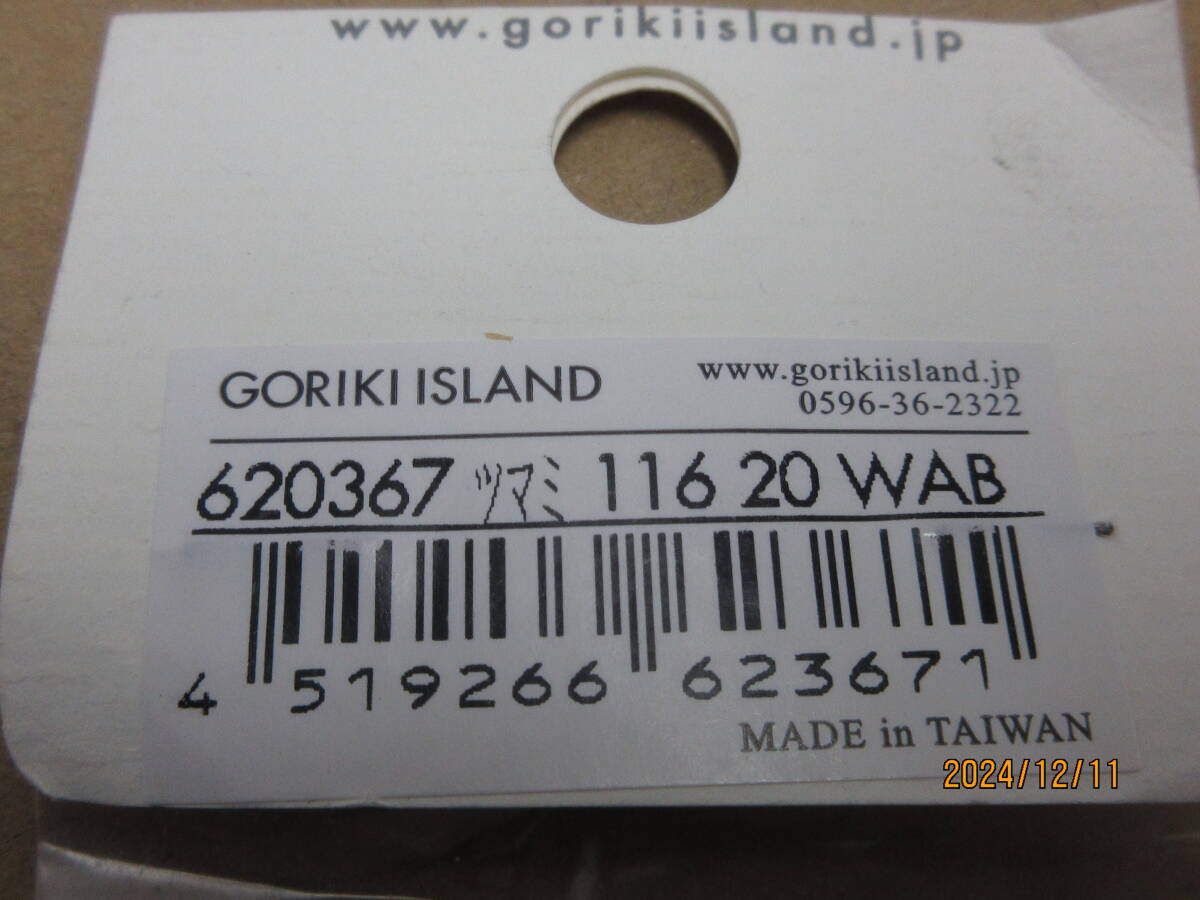 www.gorikiisland.jp
GORIKI ISLAND
www.gorikiisland.jp
0596-36-2322
620367 ツマミ 116 20 WAB
4 519266 623671
MADE in TAIWAN
2024/12/11